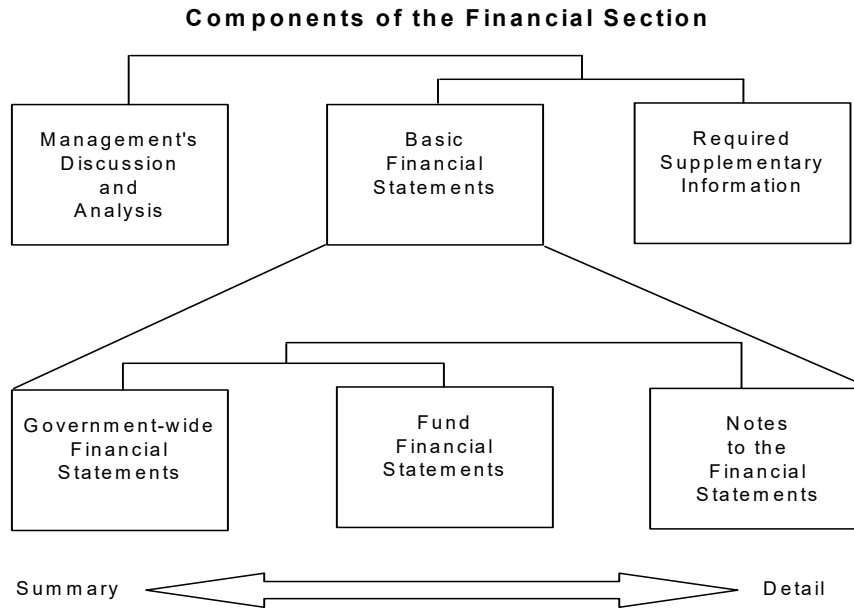 Components of the Financial Section
Management's
Discussion
and
Analysis
Basic
Financial
Statements
Required
Supplementary
Information
Government-wide
Financial
Statements
Fund
Financial
Statements
Notes
to the
Financial
Statements
Summary
Detail